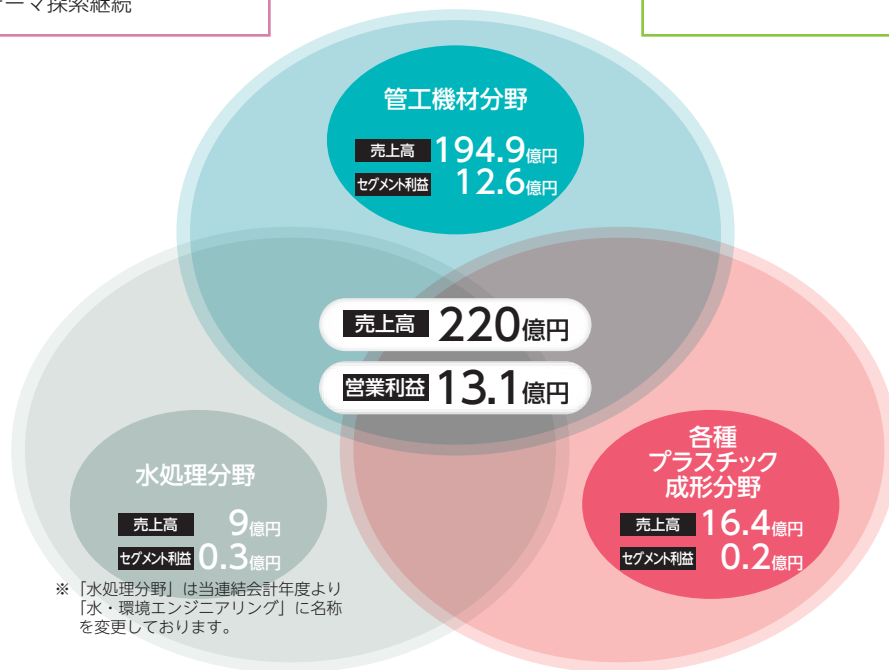 ーマ探索継続
管工機材分野
売上高 194.9億円
セグメント利益 12.6億円
売上高 220億円
営業利益 13.1億円
水処理分野
売上高 9億円
セグメント利益 0.3億円
※「水処理分野」は当連結会計年度より
「水・環境エンジニアリング」に名称
を変更しております。
各種
プラスチック
成形分野
売上高 16.4億円
セグメント利益 0.2億円